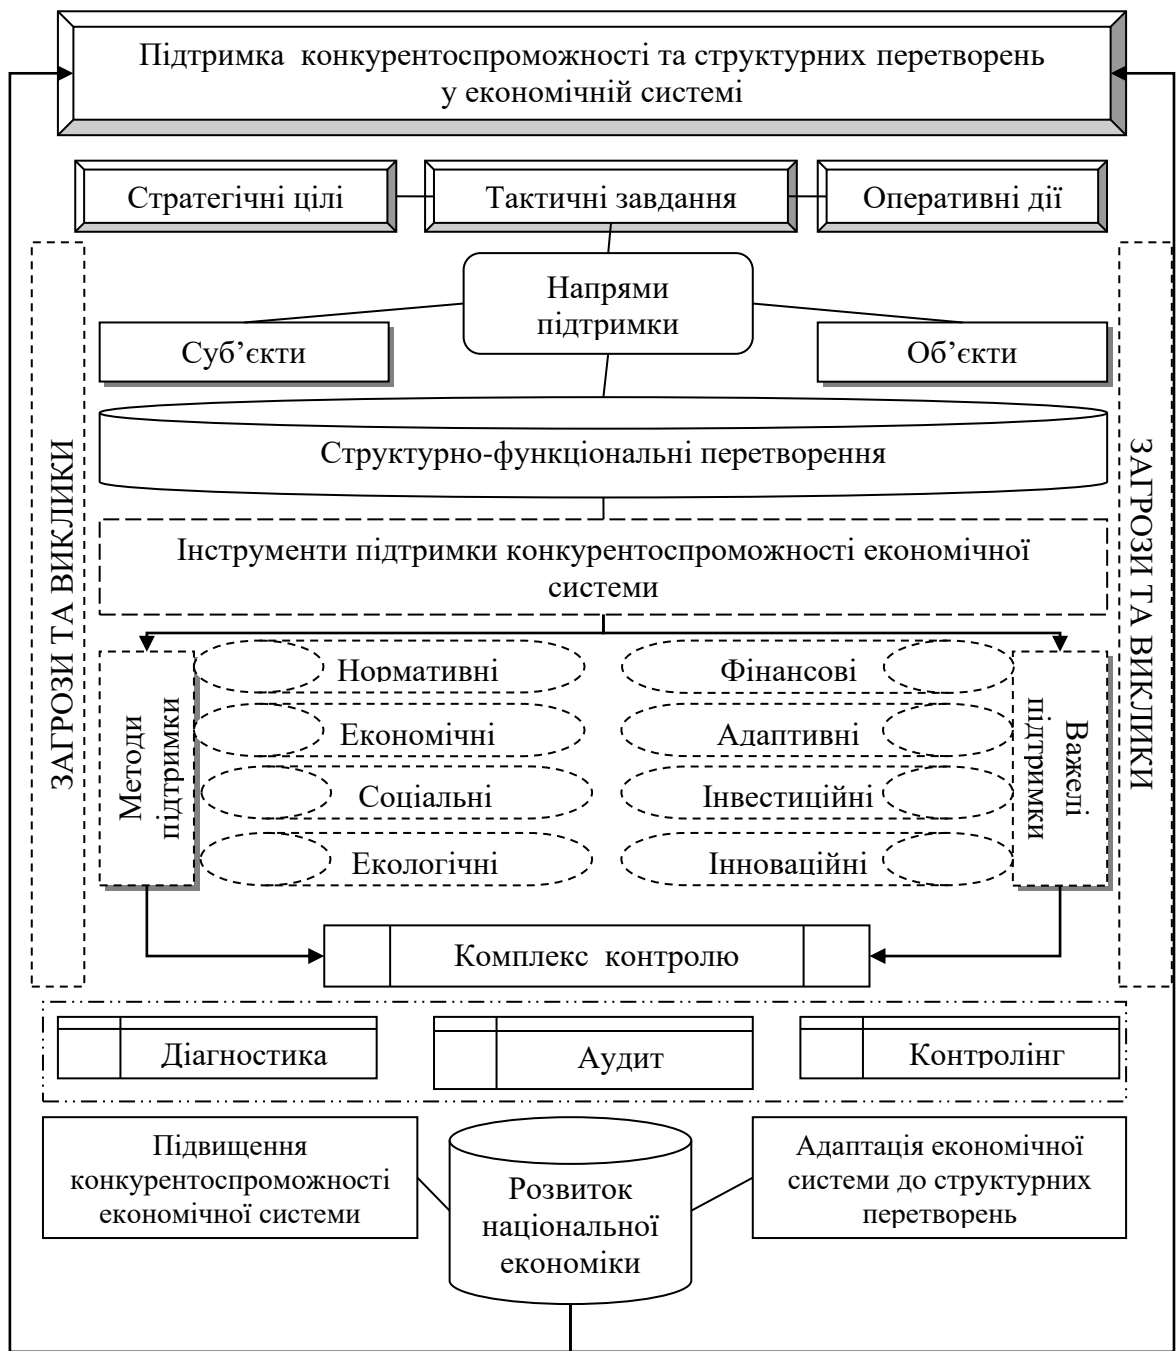 Підтримка конкурентоспроможності та структурних перетворень
у економічній системі
Стратегічні цілі
Тактичні завдання
Оперативні дії
Напрями
підтримки
Суб’єкти
Об’єкти
Структурно-функціональні перетворення
ЗАГРОЗИ ТА ВИКЛИКИ
ЗАГРОЗИ ТА ВИКЛИКИ
Інструменти підтримки конкурентоспроможності економічної
системи
Методи
підтримки
Нормативні
Економічні
Соціальні
Екологічні
Фінансові
Адаптивні
Інвестиційні
Інноваційні
Важелі
підтримки
Комплекс контролю
Діагностика
Аудит
Контролінг
Підвищення
конкурентоспроможності
економічної системи
Розвиток
національної
економіки
Адаптація економічної
системи до структурних
перетворень